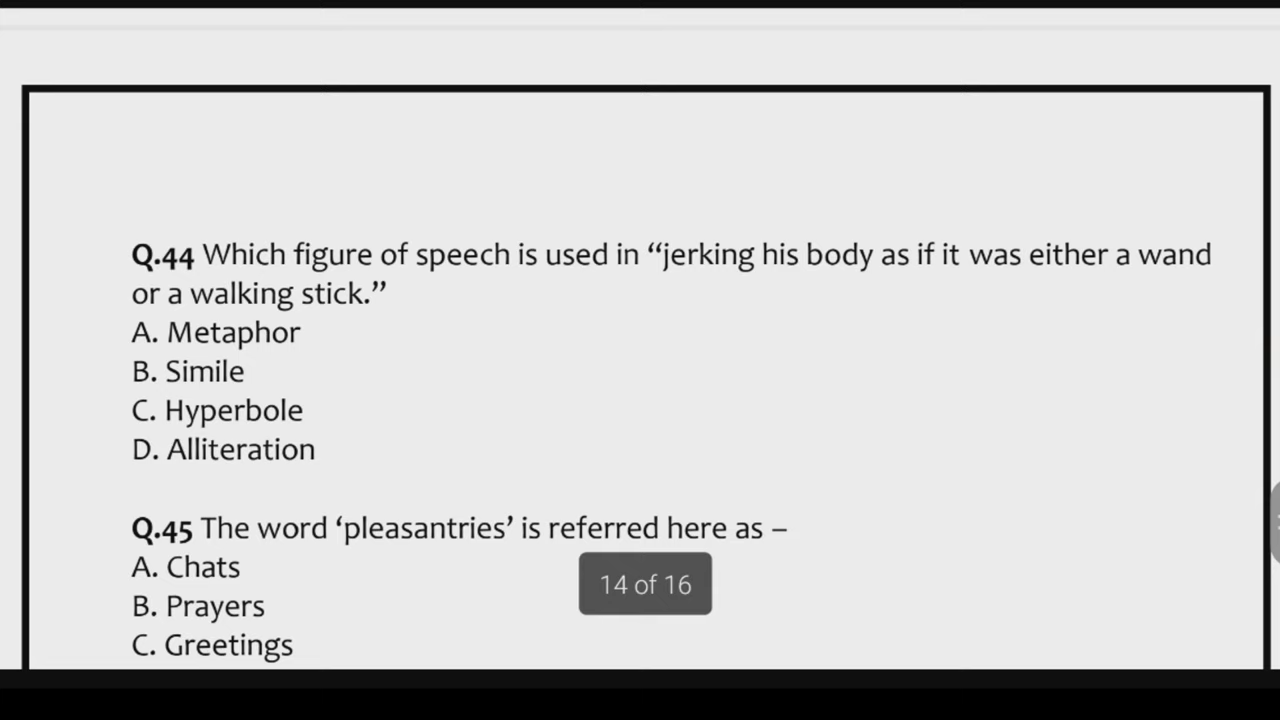 Q.44 Which figure of speech is used in “jerking his body as if it was either a wand
or a walking stick.”
A. Metaphor
B. Simile
C. Hyperbole
D. Alliteration
Q.45 The word ‘pleasantries’ is referred here as –
A. Chats
14 of 16
B. Prayers
C. Greetings